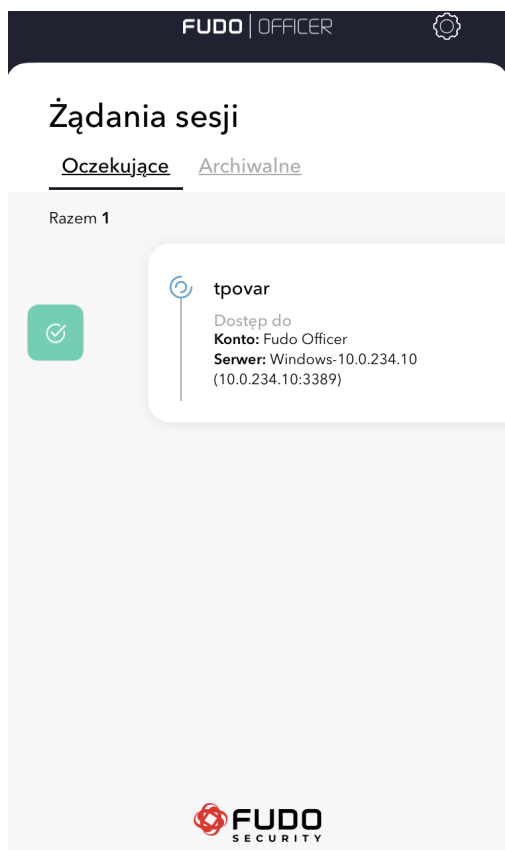 FUDO | OFFICER
Żądania sesji
Oczekujące Archiwalne
Razem 1
tpovar
Dostęp do
Konto: Fudo Officer
Serwer: Windows-10.0.234.10
(10.0.234.10:3389)
FUDO
SECURITY